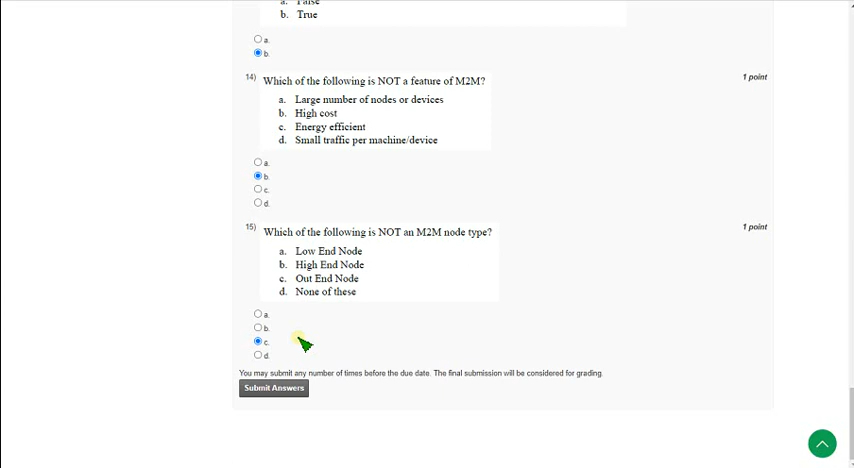 a. False
b. True
a.
b.
14) Which of the following is NOT a feature of M2M? 1 point
a. Large number of nodes or devices
b. High cost
c. Energy efficient
d. Small traffic per machine/device
a.
b.
c.
d.
15) Which of the following is NOT an M2M node type? 1 point
a. Low End Node
b. High End Node
c. Out End Node
d. None of these
a.
b.
c.
d.
You may submit any number of times before the due date. The final submission will be considered for grading.
Submit Answers